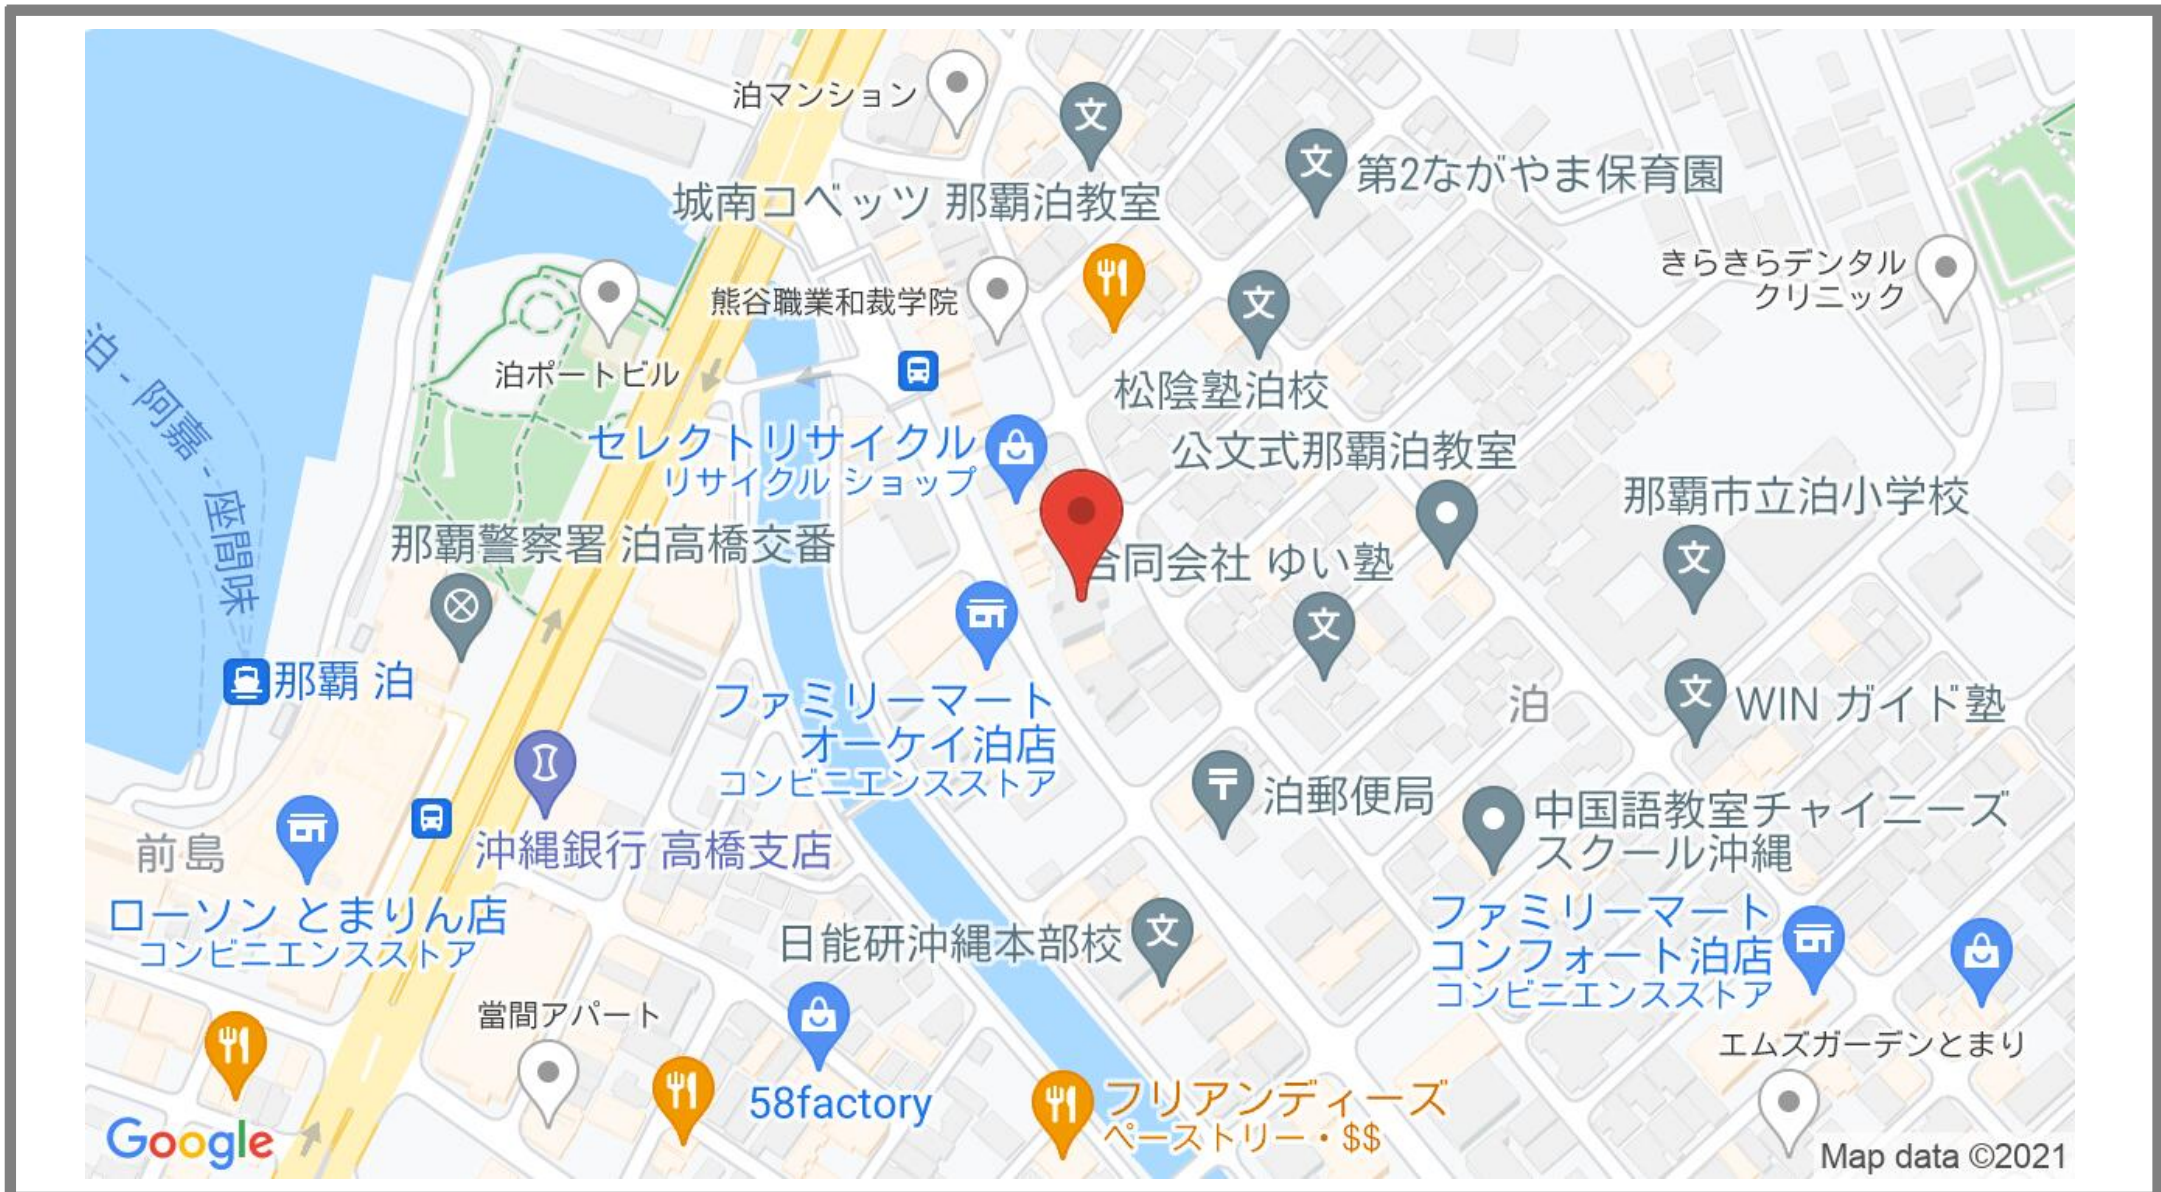 泊マンション
文
城南コベッツ 那覇泊教室
文
第2ながやま保育園
きらきらデンタル
クリニック
熊谷職業和裁学院
文
泊ポートビル
松陰塾泊校
泊 - 阿嘉 - 座間味
セレクトリサイクル
リサイクル ショップ
公文式那覇泊教室
那覇市立泊小学校
文
那覇警察署 泊高橋交番
合同会社 ゆい塾
文
那覇 泊
ファミリーマート
オーケイ泊店
コンビニエンスストア
泊
文
WIN ガイド塾
〒
泊郵便局
中国語教室チャイニーズ
スクール沖縄
前島
沖縄銀行 高橋支店
ローソン とまりん店
コンビニエンスストア
日能研沖縄本部校
文
ファミリーマート
コンフォート泊店
コンビニエンスストア
當間アパート
エムズガーデンとまり
58factory
フリアンディーズ
ペーストリー・$$
Google
Map data ©2021